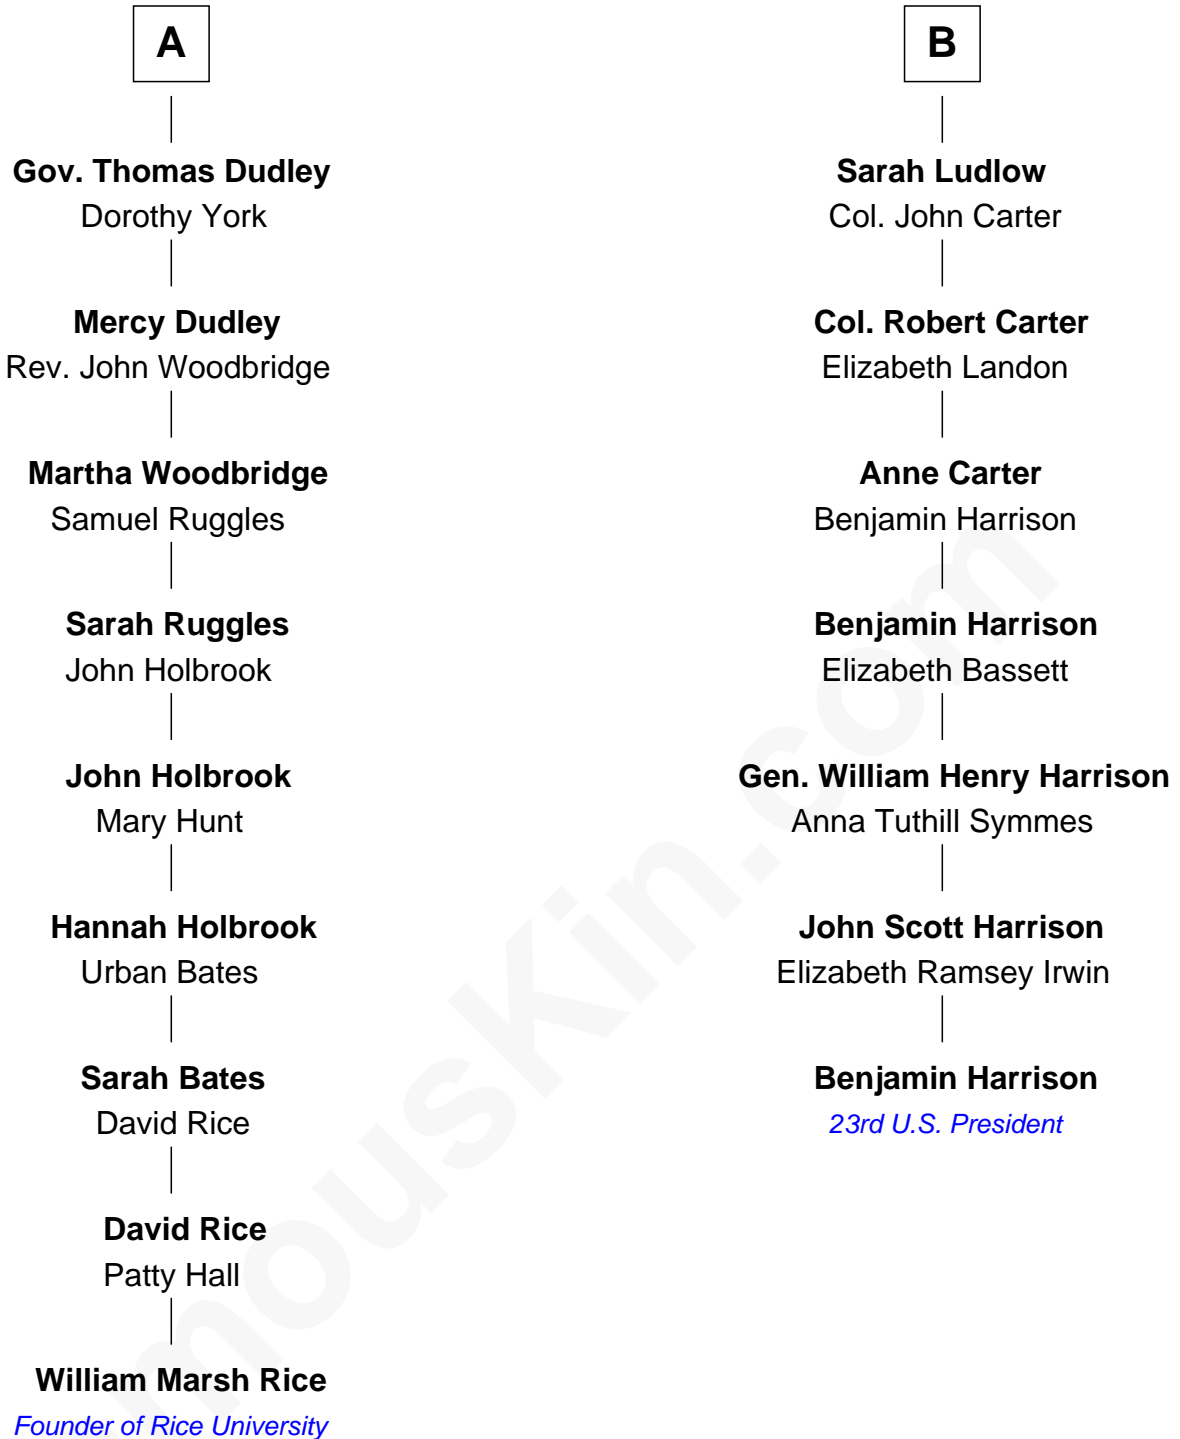 A
Gov. Thomas Dudley
Dorothy York
Mercy Dudley
Rev. John Woodbridge
Martha Woodbridge
Samuel Ruggles
Sarah Ruggles
John Holbrook
John Holbrook
Mary Hunt
Hannah Holbrook
Urban Bates
Sarah Bates
David Rice
David Rice
Patty Hall
William Marsh Rice
Founder of Rice University
B
Sarah Ludlow
Col. John Carter
Col. Robert Carter
Elizabeth Landon
Anne Carter
Benjamin Harrison
Benjamin Harrison
Elizabeth Bassett
Gen. William Henry Harrison
Anna Tuthill Symmes
John Scott Harrison
Elizabeth Ramsey Irwin
Benjamin Harrison
23rd U.S. President
mousKin.com